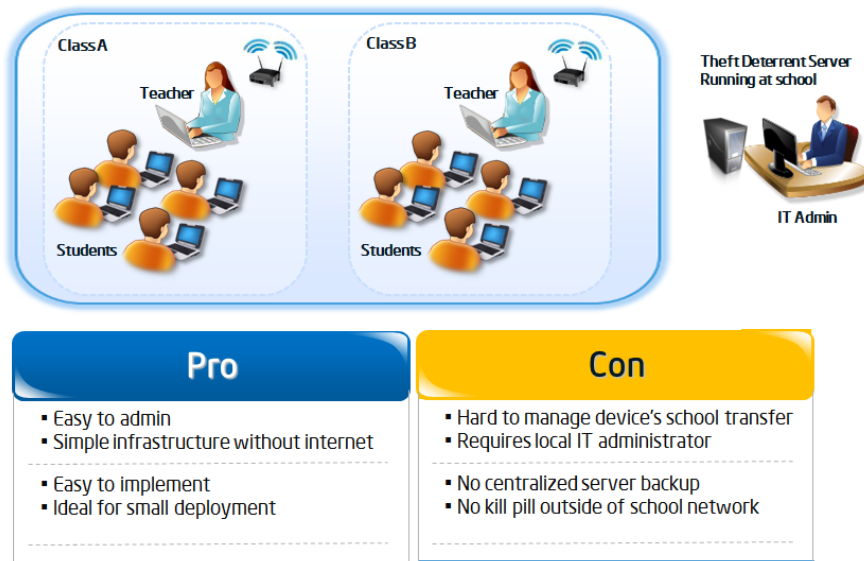 Class A
Class B
Teacher
Teacher
Students
Students
Theft Deterrent Server
Running at school
IT Admin
Pro
▪ Easy to admin
▪ Simple infrastructure without internet
▪ Easy to implement
▪ Ideal for small deployment
Con
▪ Hard to manage device's school transfer
▪ Requires local IT administrator
▪ No centralized server backup
▪ No kill pill outside of school network